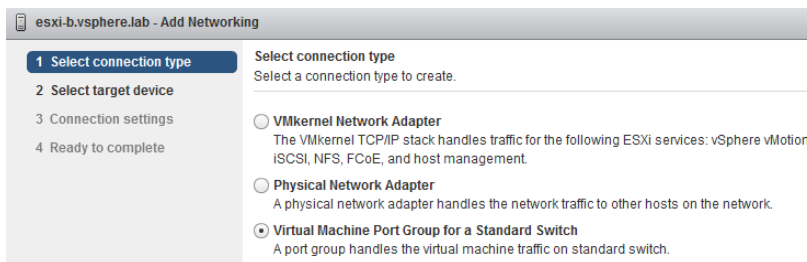 esxi-b.vsphere.lab - Add Networking
1 Select connection type
2 Select target device
3 Connection settings
4 Ready to complete
Select connection type
Select a connection type to create.
VMkernel Network Adapter
The VMkernel TCP/IP stack handles traffic for the following ESXi services: vSphere vMotion
iSCSI, NFS, FCoE, and host management.
Physical Network Adapter
A physical network adapter handles the network traffic to other hosts on the network.
Virtual Machine Port Group for a Standard Switch
A port group handles the virtual machine traffic on standard switch.